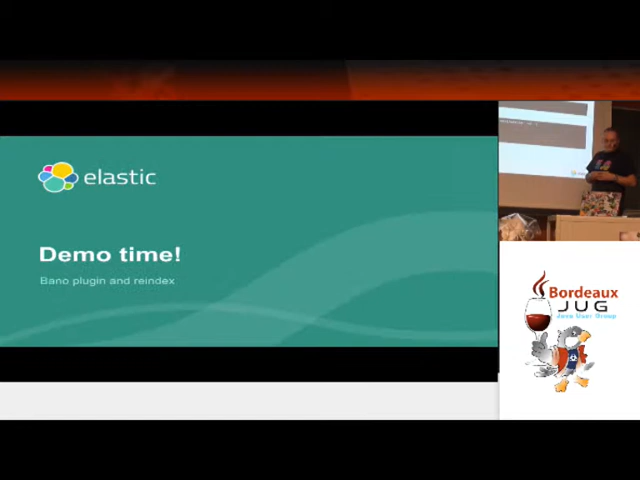 elastic
Demo time!
Bano plugin and reindex
Bordeaux
JUG
Java User Group